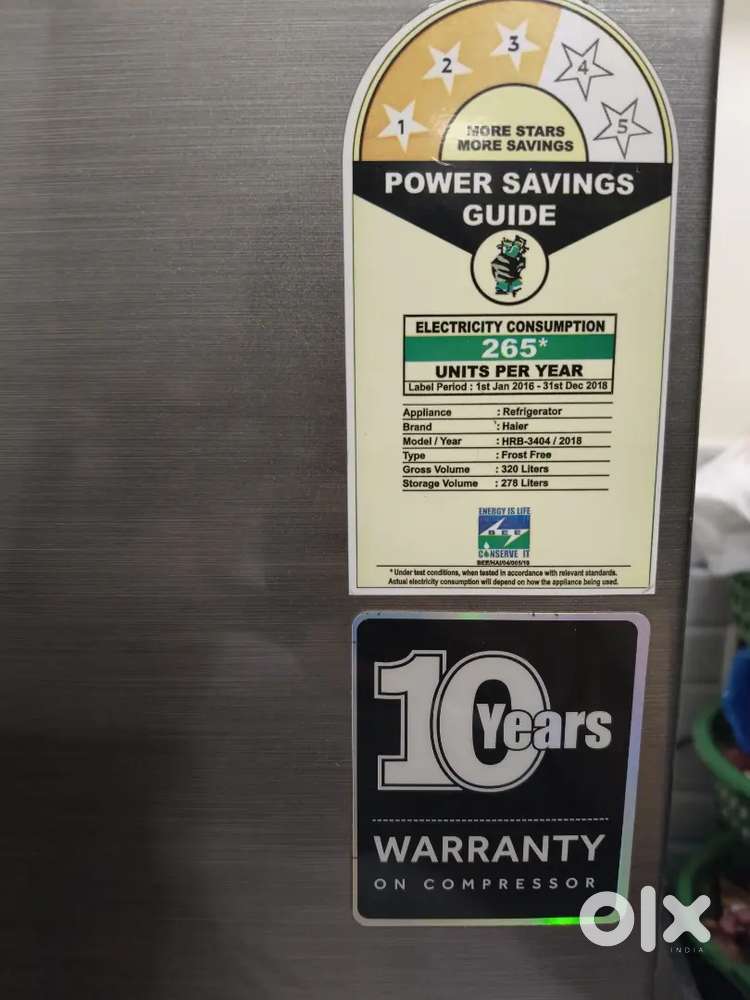 1 2 3 4 5
MORE STARS
MORE SAVINGS
POWER SAVINGS
GUIDE
ELECTRICITY CONSUMPTION
265*
UNITS PER YEAR
Label Period : 1st Jan 2016 - 31st Dec 2018
Appliance : Refrigerator
Brand : Haier
Model / Year : HRB-3404 / 2018
Type : Frost Free
Gross Volume : 320 Liters
Storage Volume : 278 Liters
ENERGY IS LIFE
BEE
CONSERVE IT
* Under test conditions, when tested in accordance with relevant standards.
Actual electricity consumption will depend on how the appliance being used.
10 Years
WARRANTY
ON COMPRESSOR
olx
INDIA